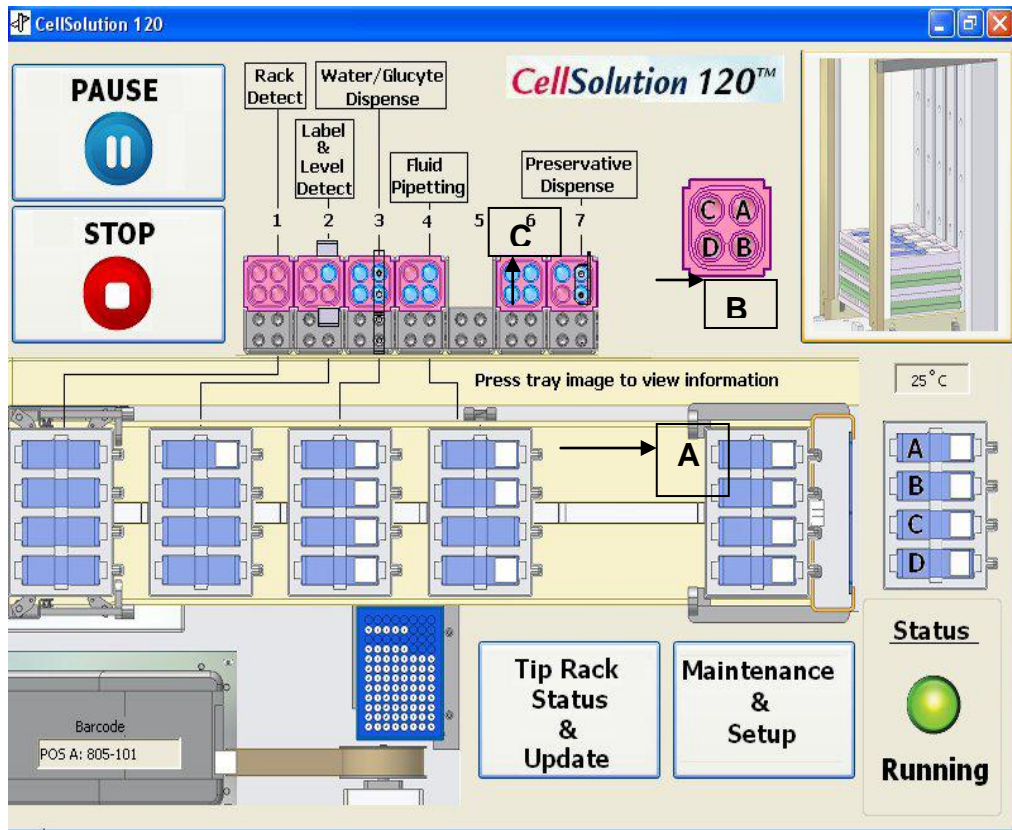 CellSolution 120
PAUSE
STOP
Rack
Detect
Water/Glucyte
Dispense
Label
&
Level
Detect
Fluid
Pipetting
Preservative
Dispense
1 2 3 4 5 6 7
C
CellSolution 120™
C A
D B
B
Press tray image to view information
25°C
A
A
B
C
D
Barcode
POS A: 805-101
Tip Rack
Status
&
Update
Maintenance
&
Setup
Status
Running